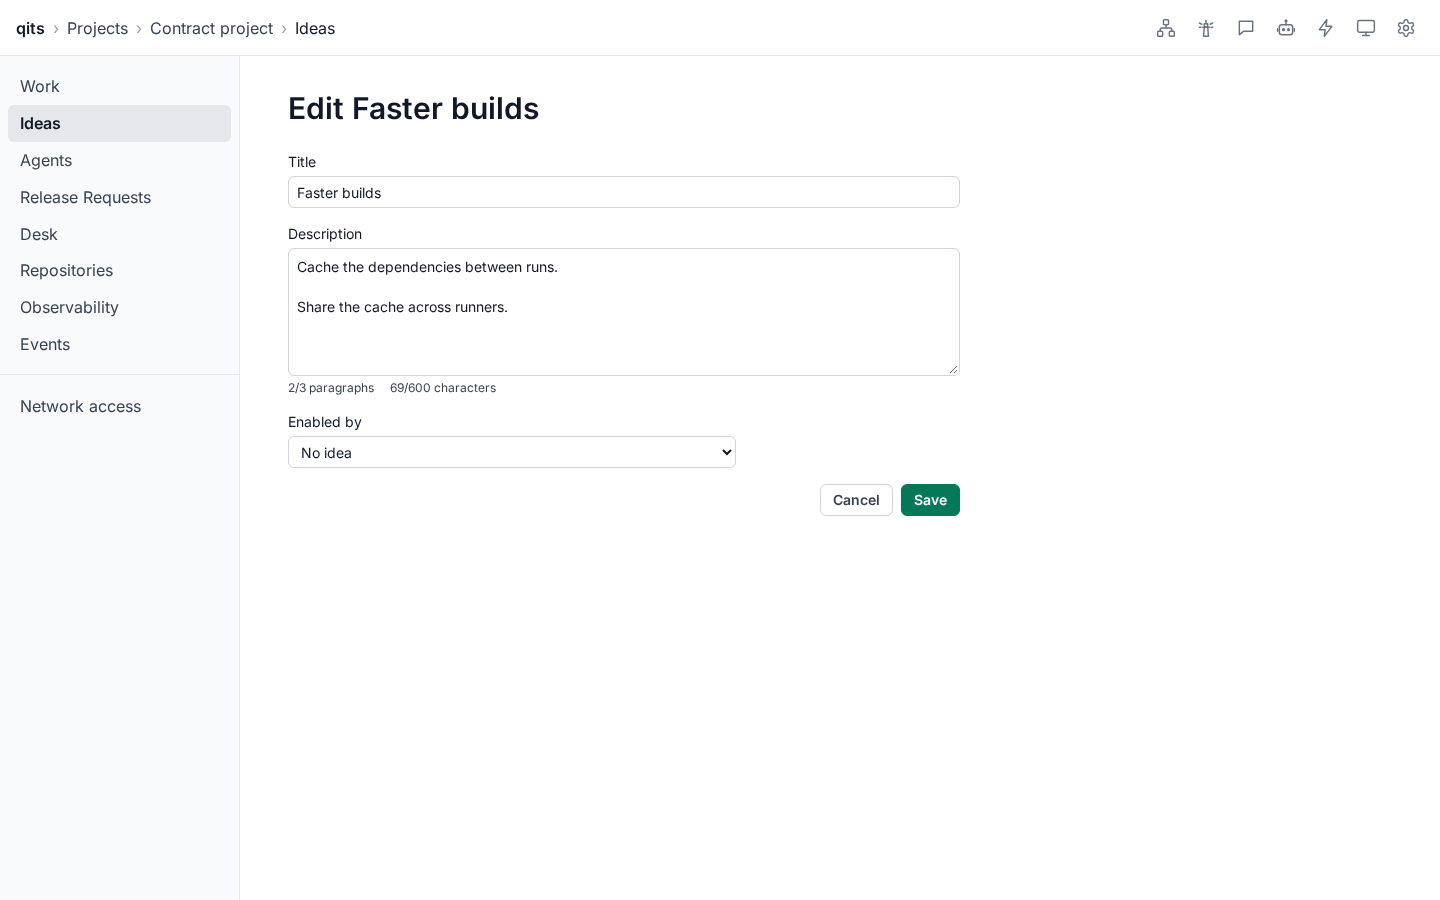 qits › Projects › Contract project › Ideas
Work
Ideas
Agents
Release Requests
Desk
Repositories
Observability
Events
Network access
Edit Faster builds
Title
Faster builds
Description
Cache the dependencies between runs.
Share the cache across runners.
2/3 paragraphs 69/600 characters
Enabled by
No idea
Cancel Save